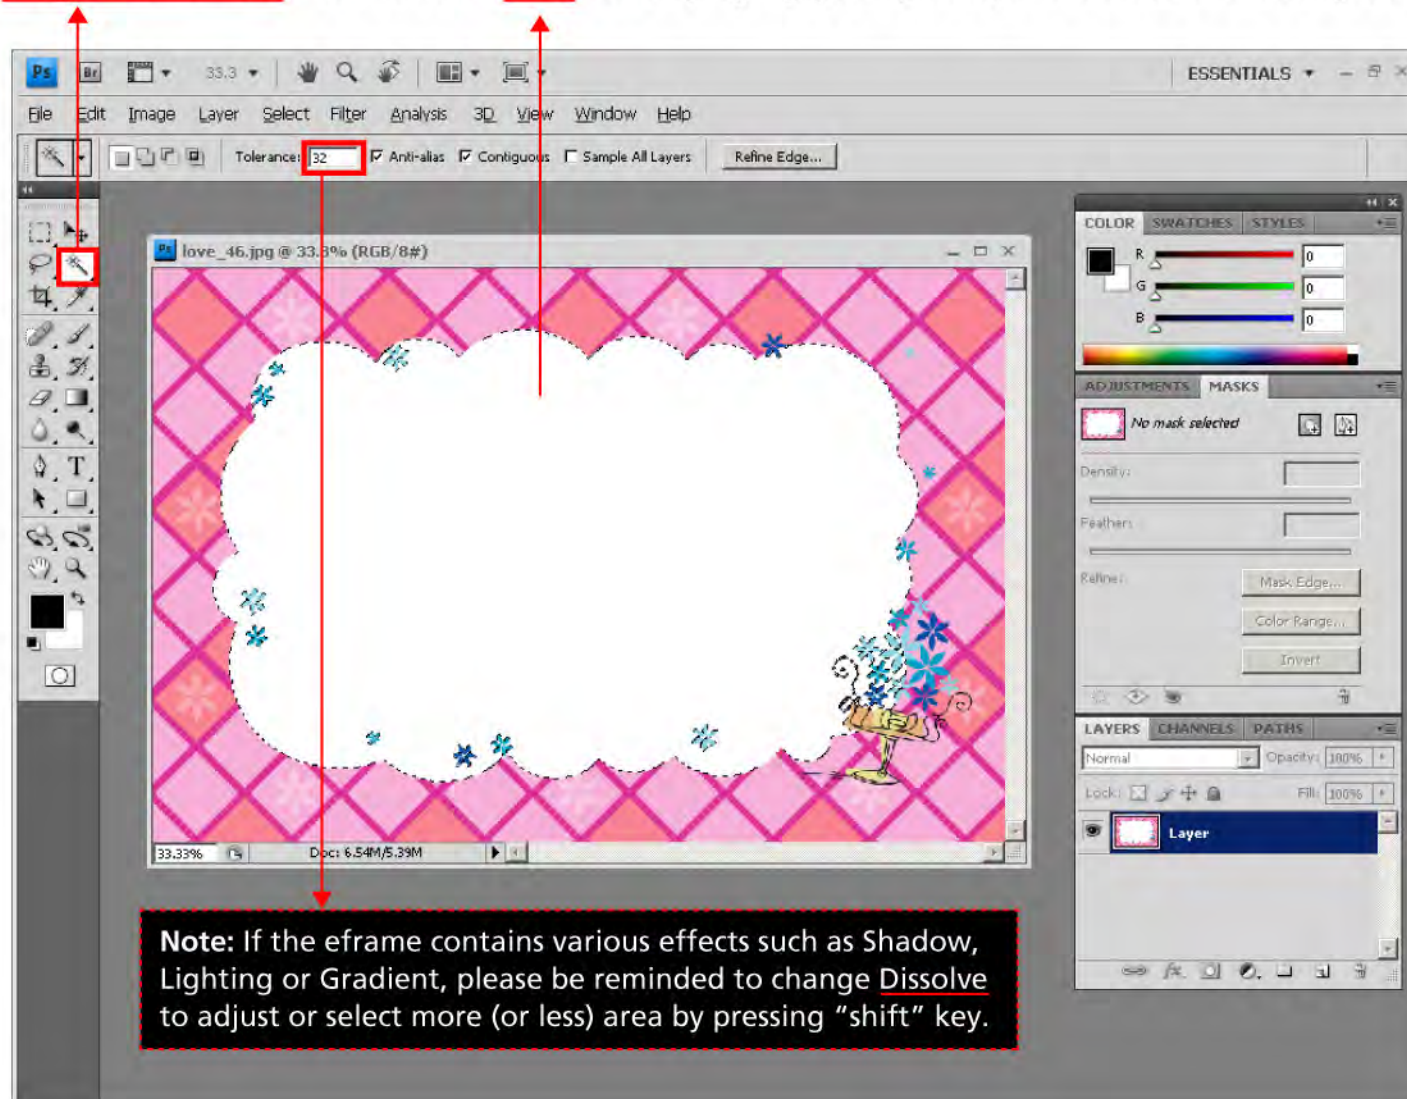 Ps Br 33.3 ESSENTIALS
File Edit Image Layer Select Filter Analysis 3D View Window Help
Tolerance: 32 Anti-alias Contiguous Sample All Layers Refine Edge...
COLOR SWATCHES STYLES
R 0
G 0
B 0
Ps love_46.jpg @ 33.3% (RGB/8#)
ADJUSTMENTS MASKS
No mask selected
Density:
Feather:
Refine: Mask Edge...
Color Range...
Invert
LAYERS CHANNELS PATHS
Normal Opacity: 100%
Lock: Fill: 100%
Layer
33.33% Doc: 6.54M/5.39M
Note: If the eframe contains various effects such as Shadow,
Lighting or Gradient, please be reminded to change Dissolve
to adjust or select more (or less) area by pressing “shift” key.